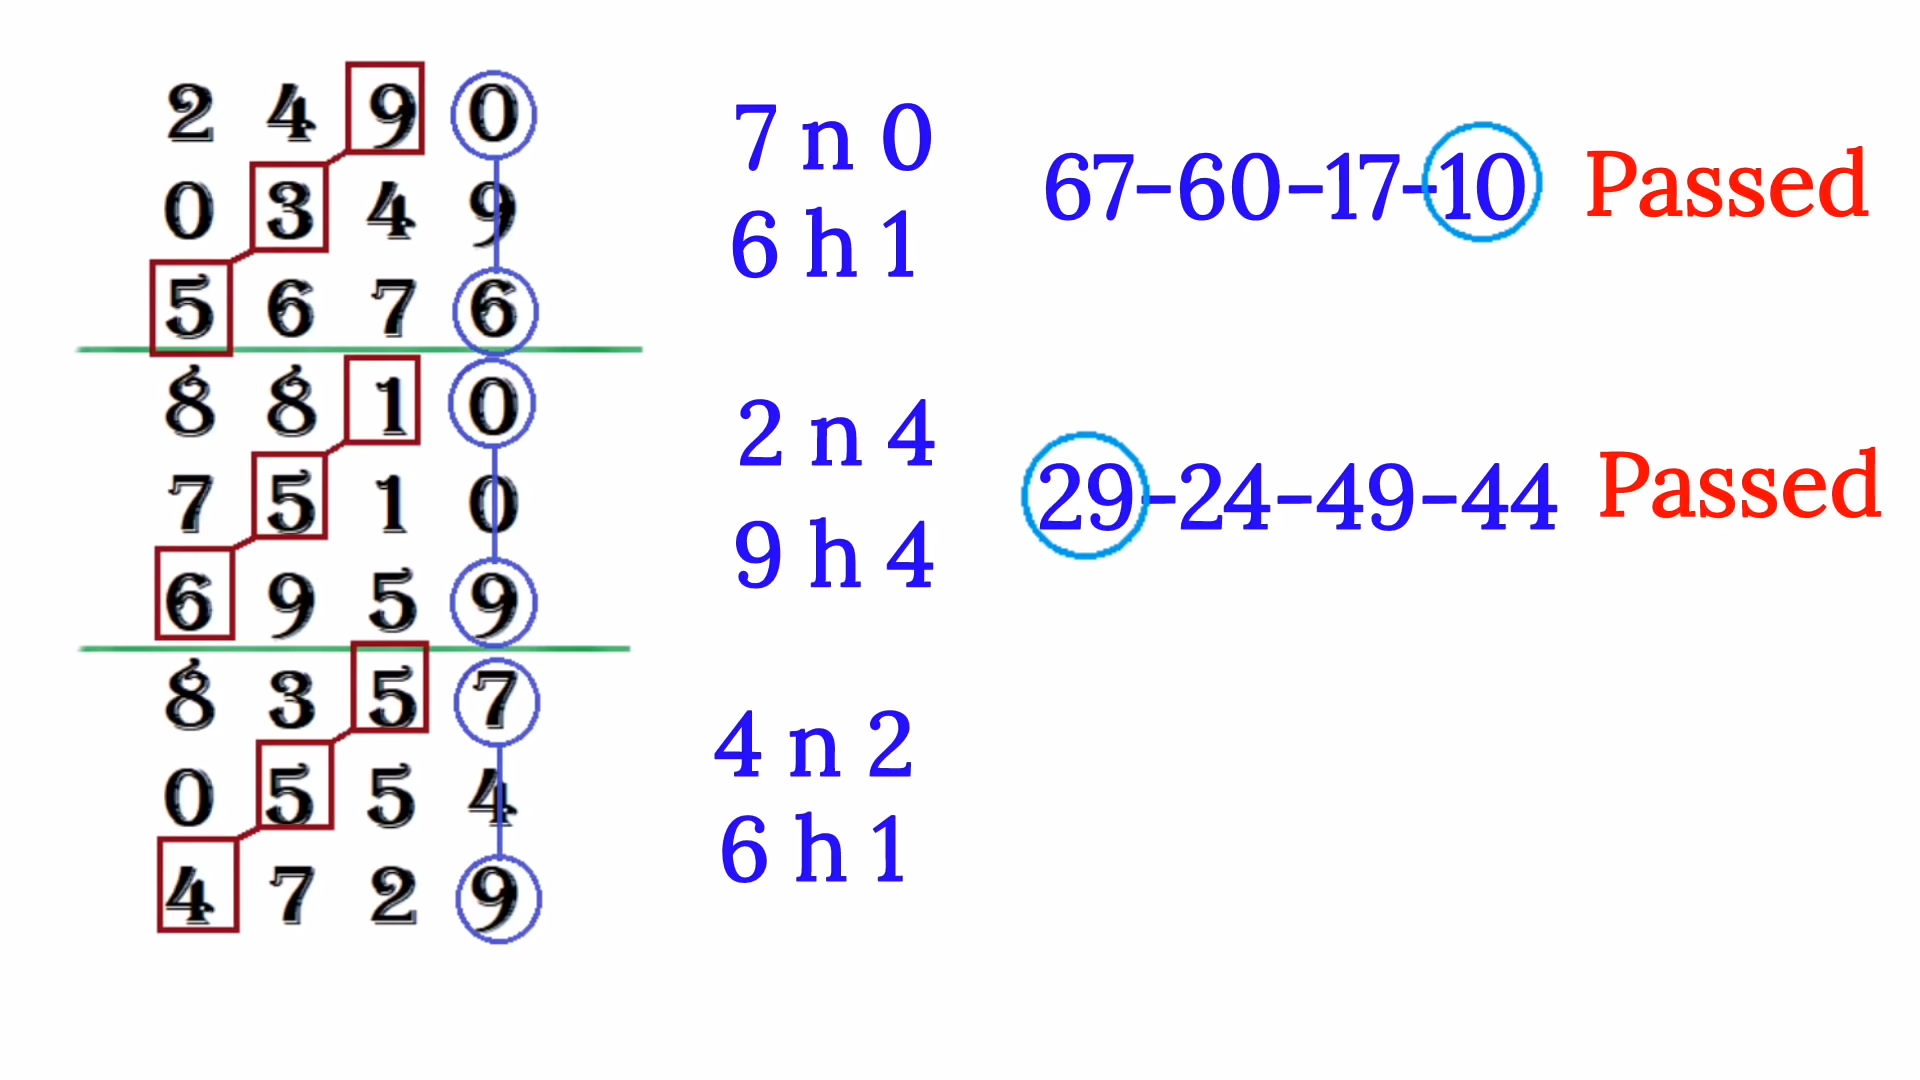 2 4 9 0
0 3 4 9
5 6 7 6
8 8 1 0
7 5 1 0
6 9 5 9
8 3 5 7
0 5 5 4
4 7 2 9
7 n 0
6 h 1
67-60-17-10 Passed
2 n 4
9 h 4
29-24-49-44 Passed
4 n 2
6 h 1